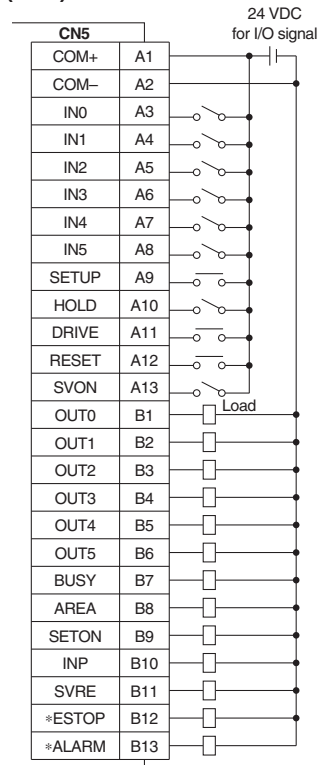 24 VDC
for I/O signal
CN5
COM+ A1
COM– A2
IN0 A3
IN1 A4
IN2 A5
IN3 A6
IN4 A7
IN5 A8
SETUP A9
HOLD A10
DRIVE A11
RESET A12
SVON A13
Load
OUT0 B1
OUT1 B2
OUT2 B3
OUT3 B4
OUT4 B5
OUT5 B6
BUSY B7
AREA B8
SETON B9
INP B10
SVRE B11
∗ESTOP B12
∗ALARM B13